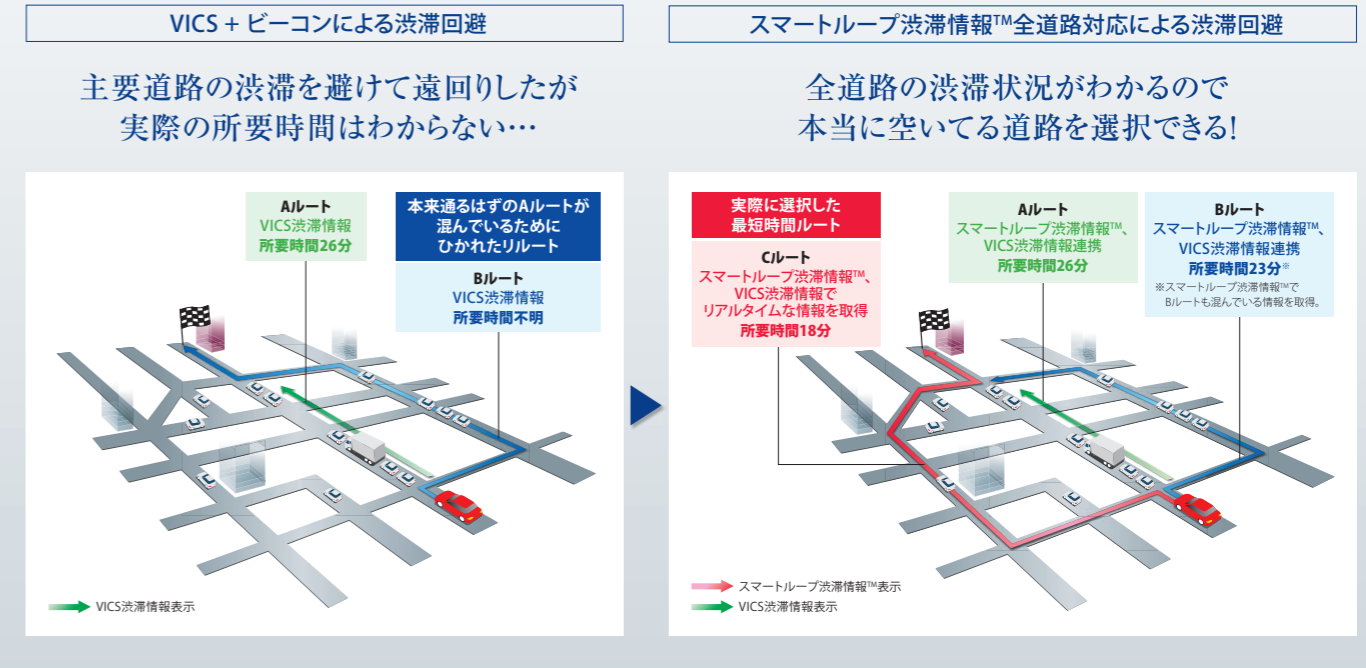 VICS + ビーコンによる渋滞回避
主要道路の渋滞を避けて遠回りしたが
実際の所要時間はわからない…
Aルート
VICS渋滞情報
所要時間26分
本来通るはずのAルートが
混んでいるために
ひかれたリルート
Bルート
VICS渋滞情報
所要時間不明
VICS渋滞情報表示
スマートループ渋滞情報™全道路対応による渋滞回避
全道路の渋滞状況がわかるので
本当に空いてる道路を選択できる!
実際に選択した
最短時間ルート
Cルート
スマートループ渋滞情報™、
VICS渋滞情報で
リアルタイムな情報を取得
所要時間18分
Aルート
スマートループ渋滞情報™、
VICS渋滞情報連携
所要時間26分
Bルート
スマートループ渋滞情報™、
VICS渋滞情報連携
所要時間23分※
※スマートループ渋滞情報™で
Bルートも混んでいる情報を取得。
スマートループ渋滞情報™表示
VICS渋滞情報表示